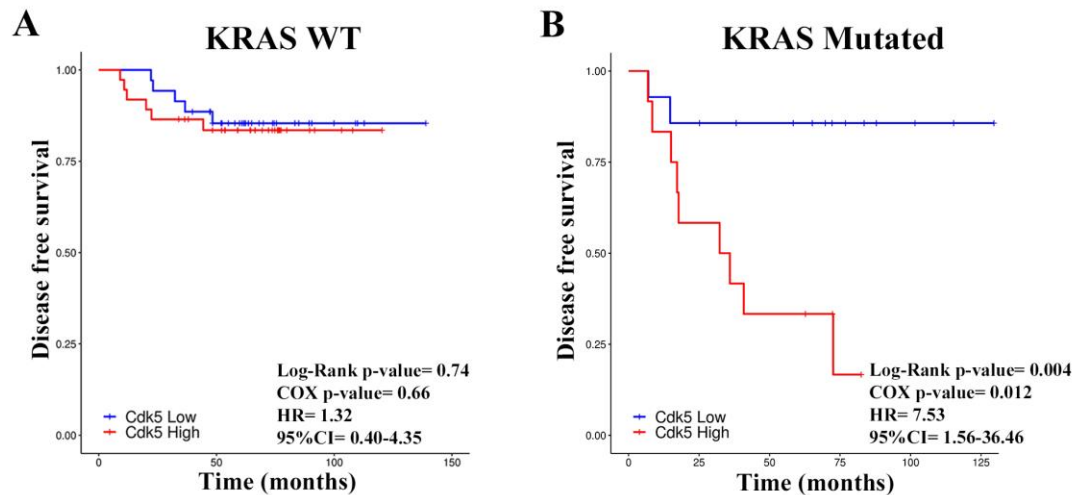 A
KRAS WT
Disease free survival
1.00
0.75
0.50
0.25
0.00
Log-Rank p-value= 0.74
COX p-value= 0.66
HR= 1.32
95%CI= 0.40-4.35
Cdk5 Low
Cdk5 High
0 50 100 150
Time (months)
B
KRAS Mutated
Disease free survival
1.00
0.75
0.50
0.25
0.00
Log-Rank p-value= 0.004
COX p-value= 0.012
HR= 7.53
95%CI= 1.56-36.46
Cdk5 Low
Cdk5 High
0 25 50 75 100 125
Time (months)